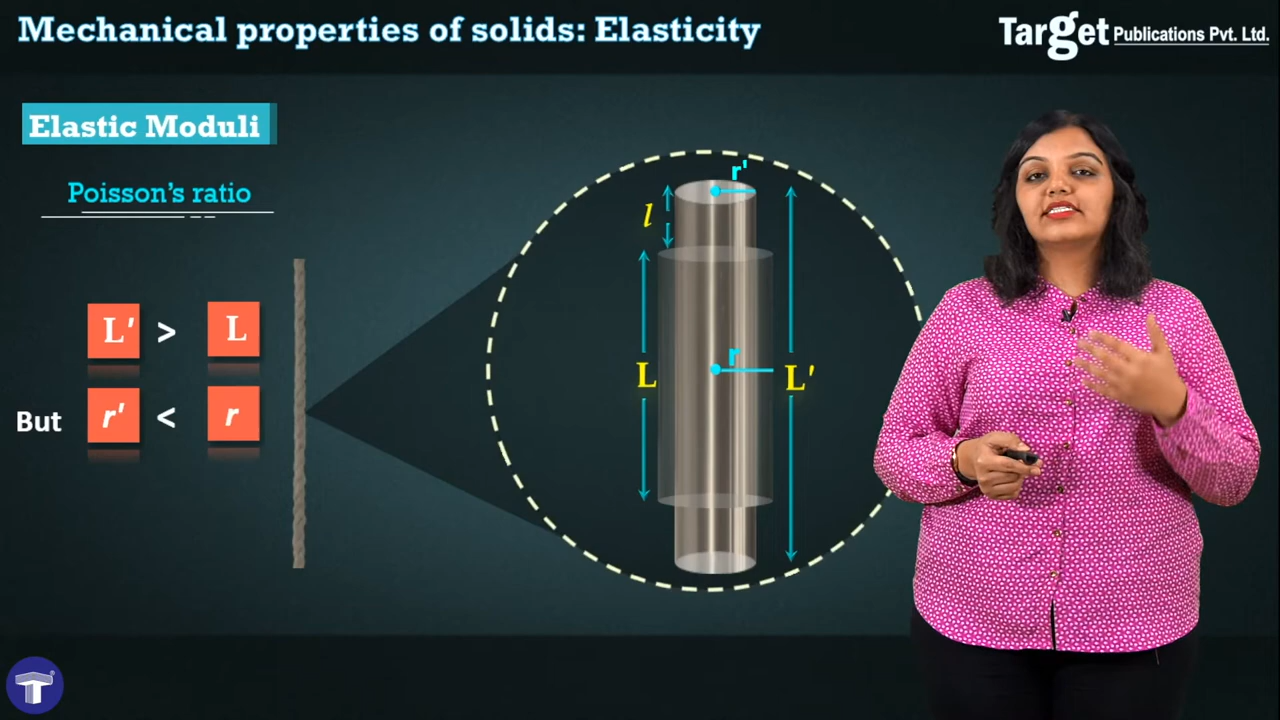 Mechanical properties of solids: Elasticity
Target Publications Pvt. Ltd.
Elastic Moduli
Poisson's ratio
L' > L
But r' < r
r'
l
r
L
L'
T